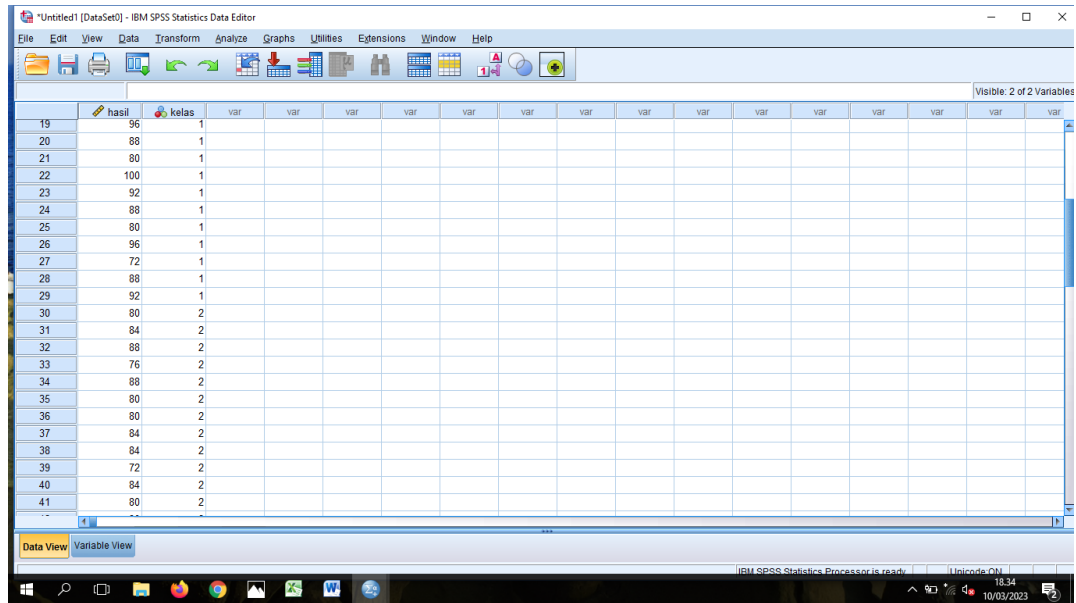 *Untitled1 [DataSet0] - IBM SPSS Statistics Data Editor
File Edit View Data Transform Analyze Graphs Utilities Extensions Window Help
Visible: 2 of 2 Variables
hasil kelas var var var var var var var var var var var var var var var
19 96 1
20 88 1
21 80 1
22 100 1
23 92 1
24 88 1
25 80 1
26 96 1
27 72 1
28 88 1
29 92 1
30 80 2
31 84 2
32 88 2
33 76 2
34 88 2
35 80 2
36 80 2
37 84 2
38 84 2
39 72 2
40 84 2
41 80 2
Data View Variable View
IBM SPSS Statistics Processor is ready Unicode:ON
18.34
10/03/2023
2